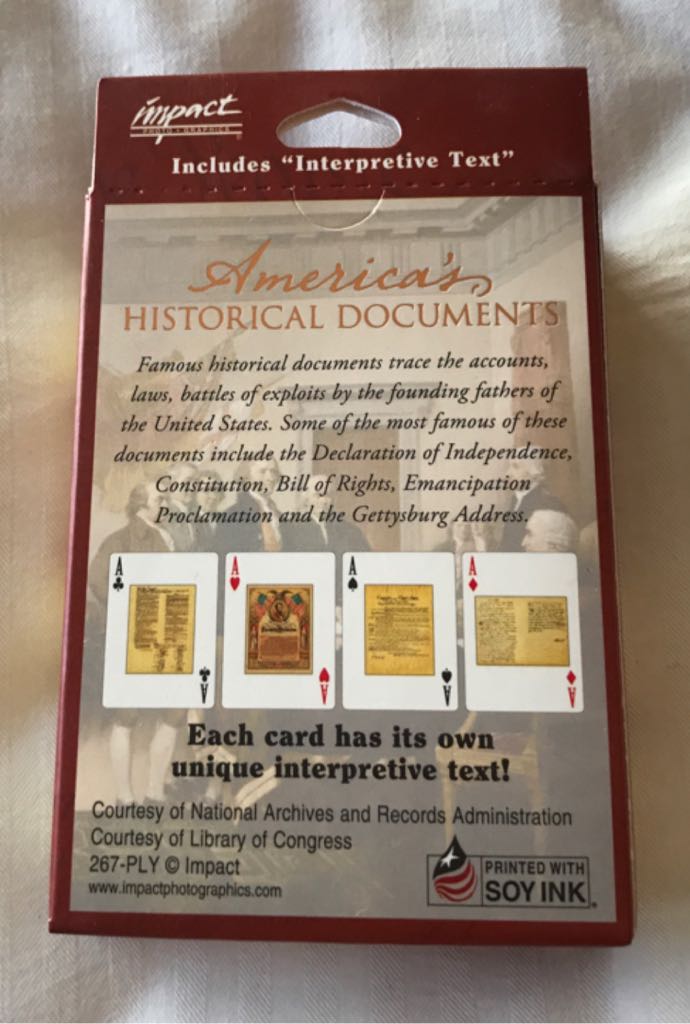 impact
PHOTO • GRAPHICS
Includes “Interpretive Text”
America's
HISTORICAL DOCUMENTS
Famous historical documents trace the accounts,
laws, battles of exploits by the founding fathers of
the United States. Some of the most famous of these
documents include the Declaration of Independence,
Constitution, Bill of Rights, Emancipation
Proclamation and the Gettysburg Address.
A A A A
A A A A
Each card has its own
unique interpretive text!
Courtesy of National Archives and Records Administration
Courtesy of Library of Congress
267-PLY © Impact
www.impactphotographics.com
PRINTED WITH
SOY INK